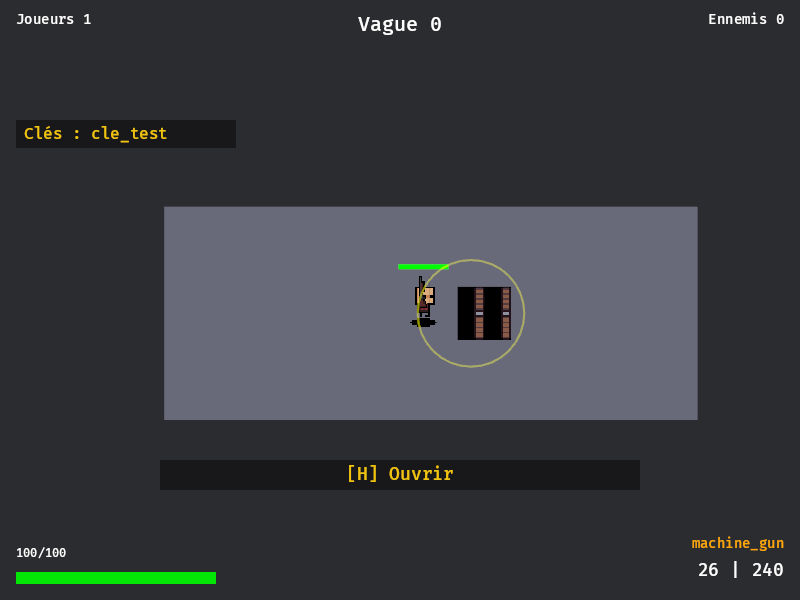 Joueurs 1
Vague 0
Ennemis 0
Clés : cle_test
[H] Ouvrir
100/100
machine_gun
26 | 240